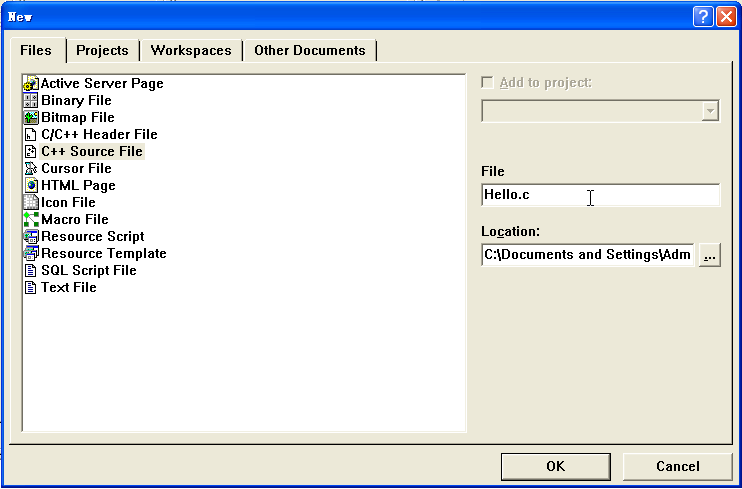 New
Files
Projects
Workspaces
Other Documents
Active Server Page
Binary File
Bitmap File
C/C++ Header File
C++ Source File
Cursor File
HTML Page
Icon File
Macro File
Resource Script
Resource Template
SQL Script File
Text File
Add to project:
File
Hello.c
Location:
C:\Documents and Settings\Adm
...
OK
Cancel